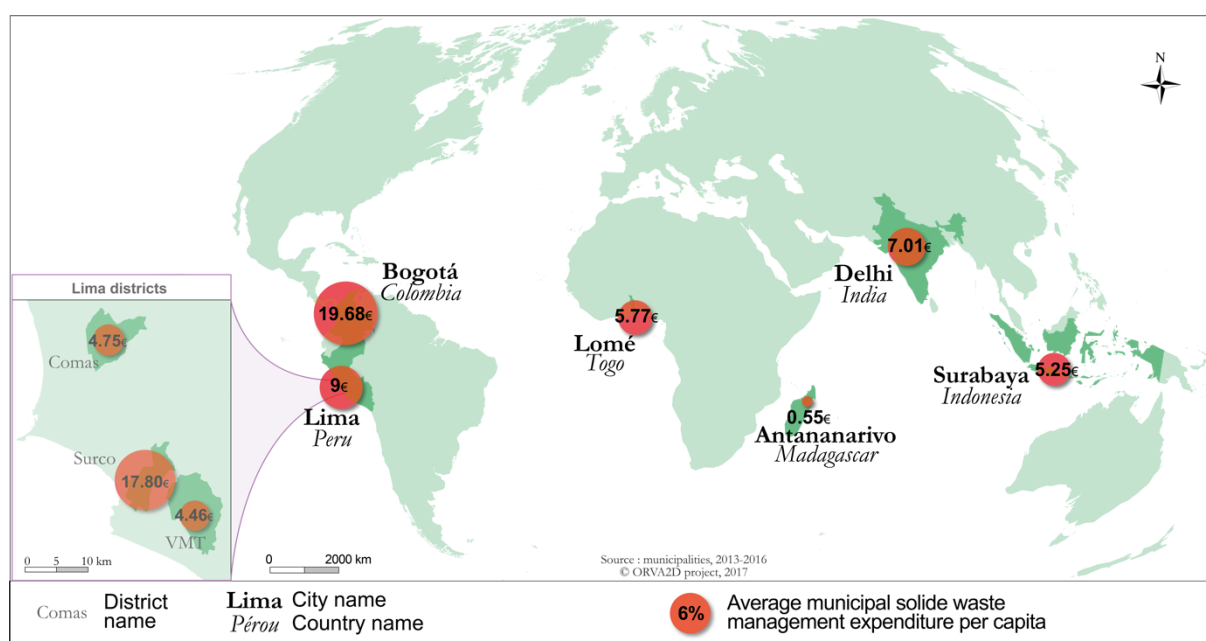 N
Bogotá
Colombia
19.68€
9€
Lima
Peru
Lomé
Togo
5.77€
7.01€
Delhi
India
Surabaya
Indonesia
5.25€
0.55€
Antananarivo
Madagascar
Lima districts
4.75€
Comas
Surco
17.80€
4.46€
VMT
0 5 10 km
0 2000 km
Source : municipalities, 2013-2016
© ORVA2D project, 2017
Comas
District
name
Lima City name
Pérou Country name
6%
Average municipal solide waste
management expenditure per capita